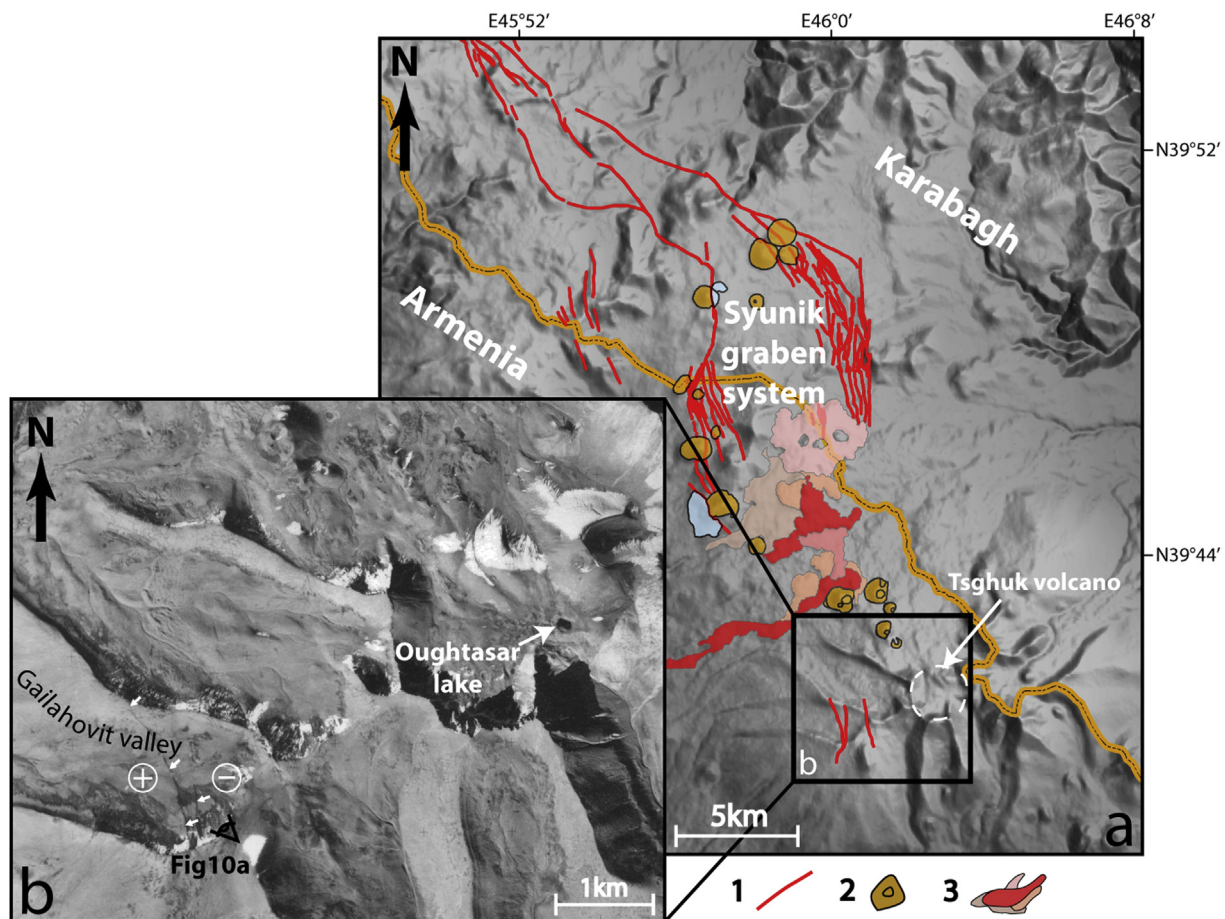 E45°52’
E46°0’
E46°8’
N
N39°52’
Karabagh
Armenia
Syunik
graben
system
N39°44’
Tsghuk volcano
b
5km
a
N
Oughtasar
lake
Gailahovit valley
+
−
Fig10a
b
1km
1
2
3